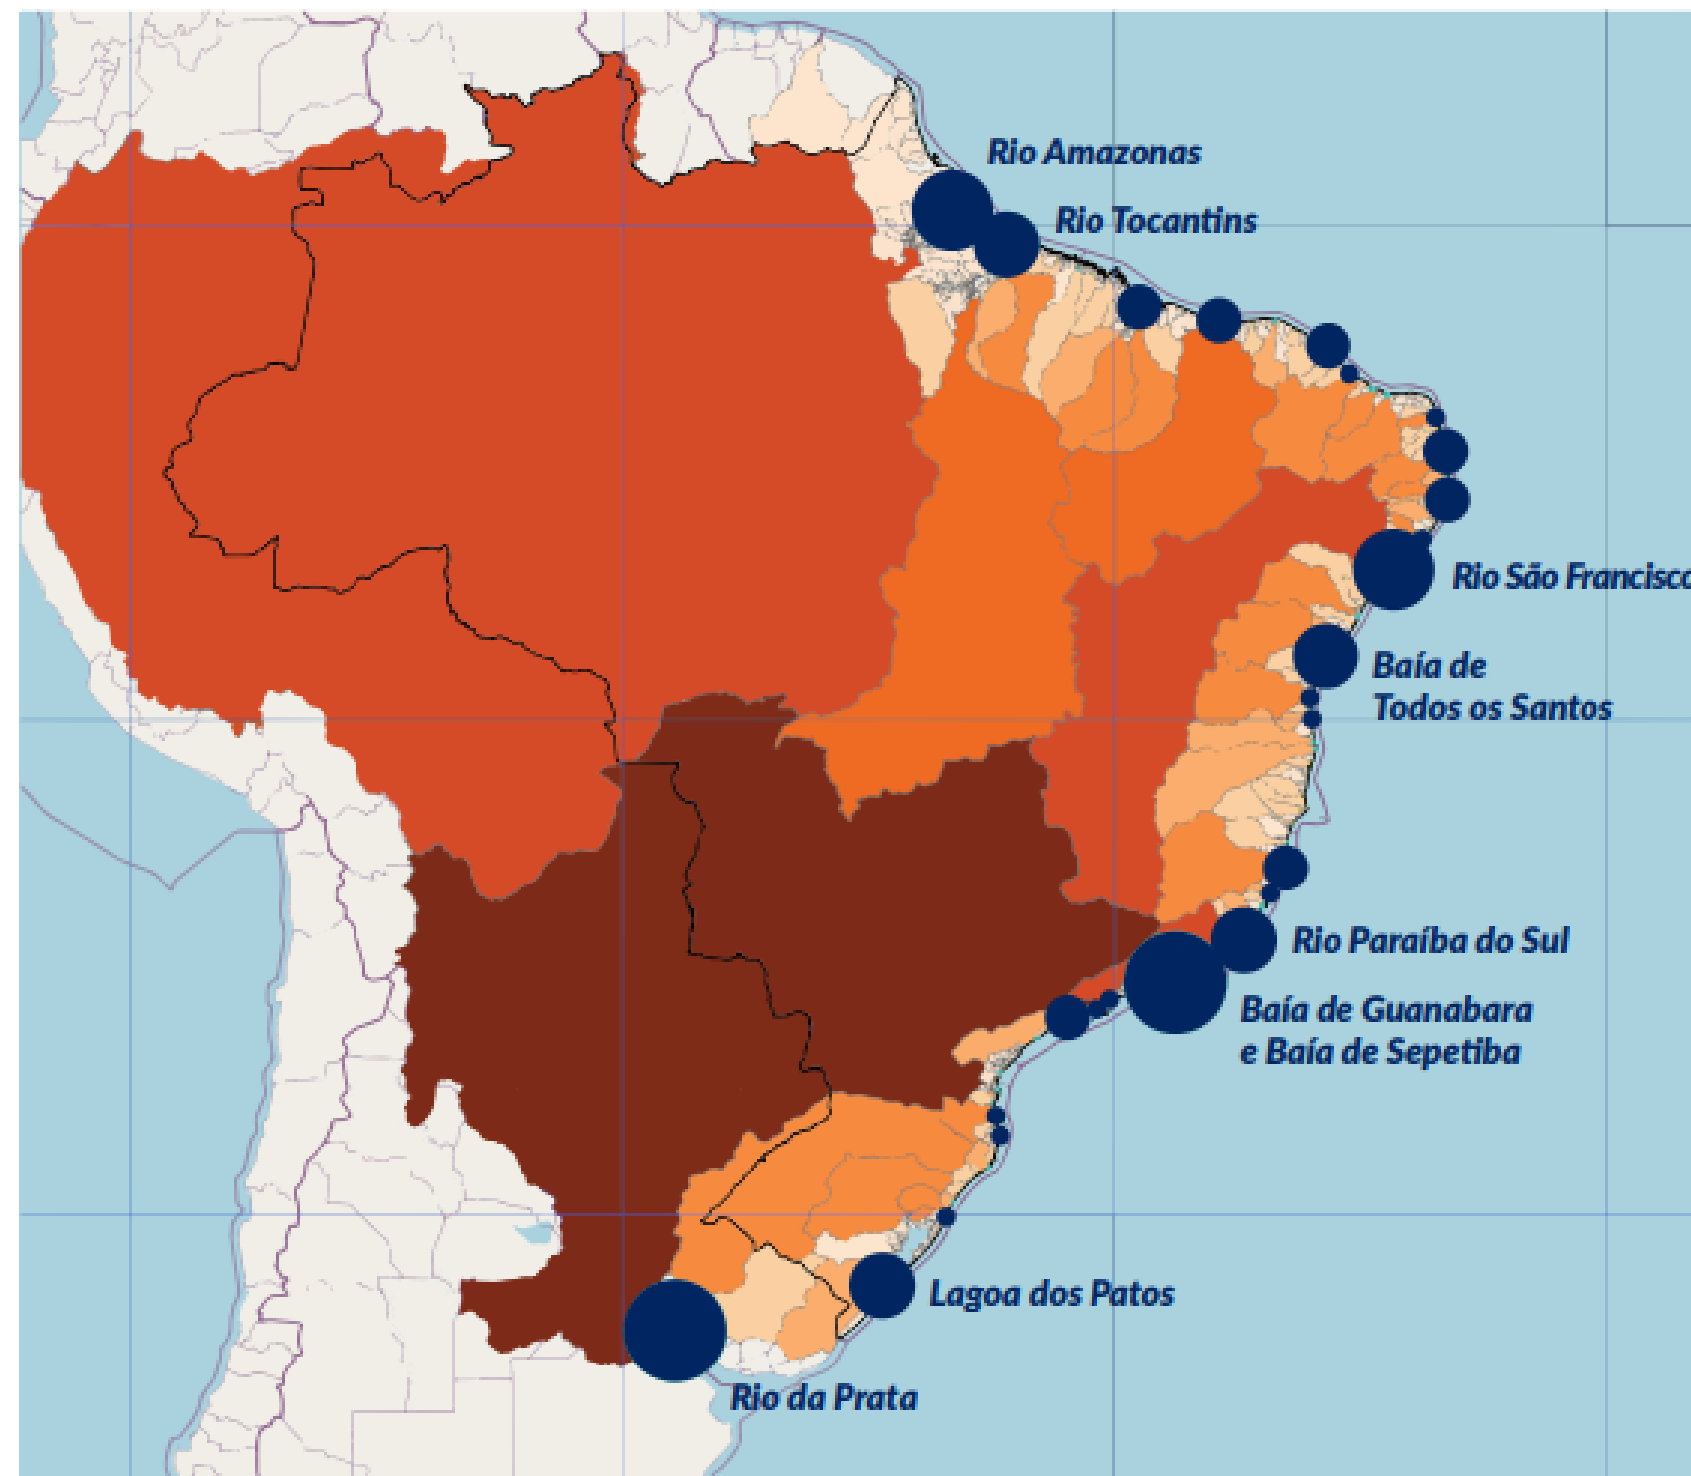 Rio Amazonas
Rio Tocantins
Rio São Francisco
Baía de
Todos os Santos
Rio Paraíba do Sul
Baía de Guanabara
e Baía de Sepetiba
Lagoa dos Patos
Rio da Prata